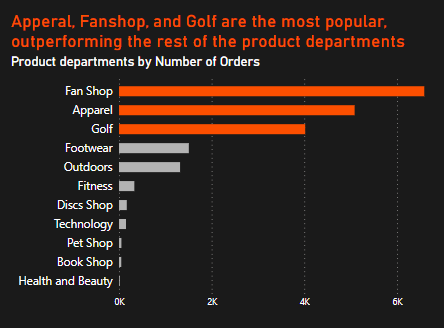 Apperal, Fanshop, and Golf are the most popular,
outperforming the rest of the product departments
Product departments by Number of Orders
Fan Shop
Apparel
Golf
Footwear
Outdoors
Fitness
Discs Shop
Technology
Pet Shop
Book Shop
Health and Beauty
0K 2K 4K 6K